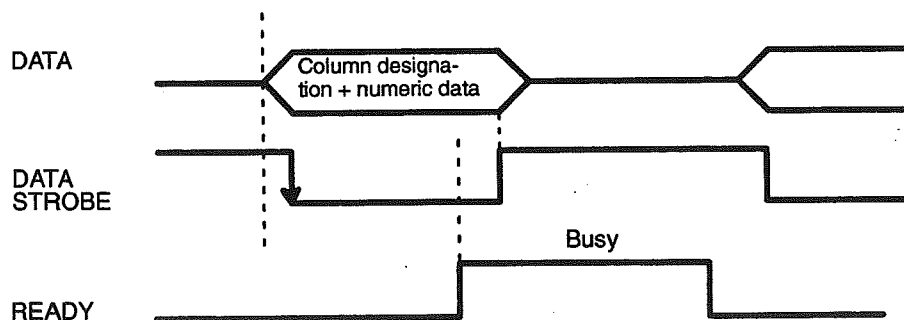 DATA
Column designa-
tion + numeric data
DATA
STROBE
Busy
READY